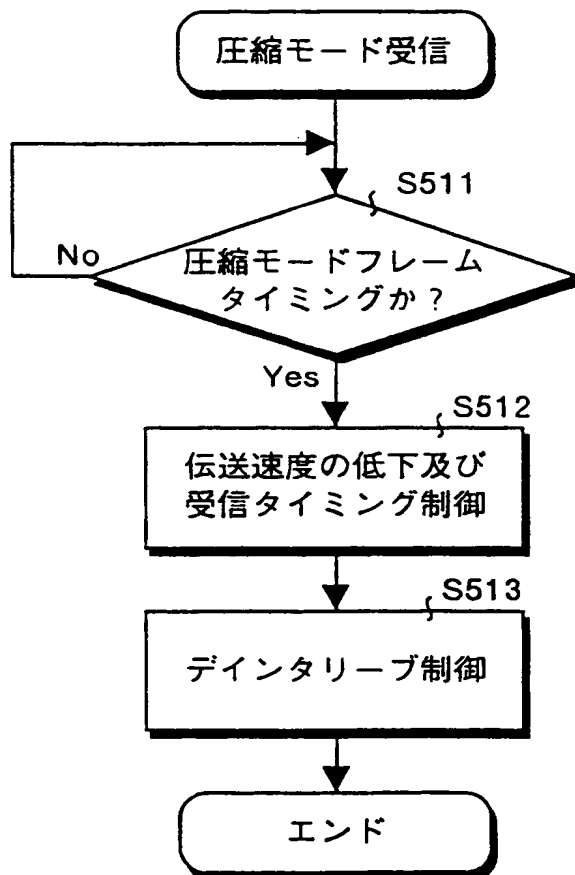 圧縮モード受信
S511
No
圧縮モードフレーム
タイミングか？
Yes
S512
伝送速度の低下及び
受信タイミング制御
S513
デインタリーブ制御
エンド